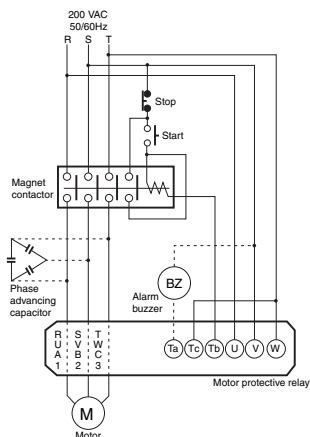 200 VAC
50/60Hz
R S T
Stop
Start
Magnet
contactor
Phase
advancing
capacitor
BZ
Alarm
buzzer
R S T
U V W
A B C
1 2 3
Ta Tc Tb U V W
Motor protective relay
M
Motor